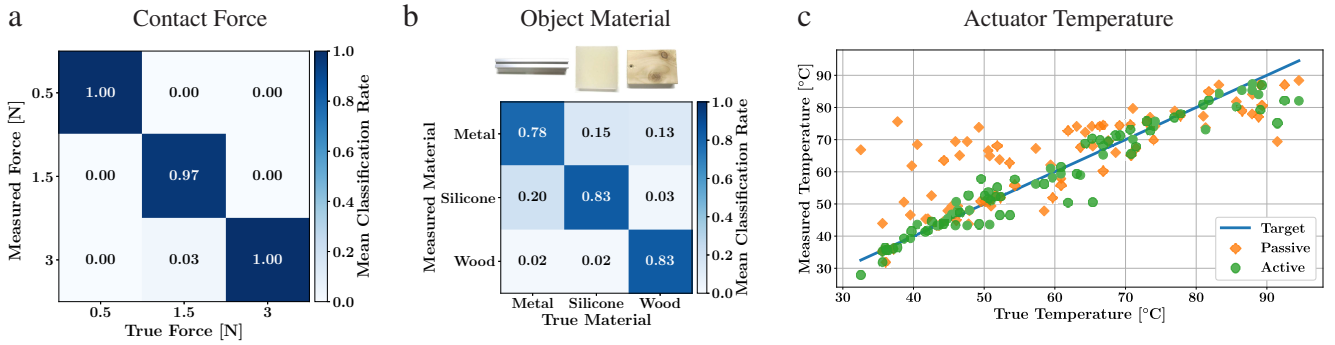 a
Contact Force
Measured Force [N]
0.5
1.5
3
1.00 0.00 0.00
0.00 0.97 0.00
0.00 0.03 1.00
0.5 1.5 3
True Force [N]
1.0
0.8
0.6
0.4
0.2
0.0
Mean Classification Rate
b
Object Material
Measured Material
Metal
Silicone
Wood
0.78 0.15 0.13
0.20 0.83 0.03
0.02 0.02 0.83
Metal Silicone Wood
True Material
1.0
0.8
0.6
0.4
0.2
0.0
Mean Classification Rate
c
Actuator Temperature
Measured Temperature [°C]
90
80
70
60
50
40
30
30 40 50 60 70 80 90
True Temperature [°C]
Target
Passive
Active